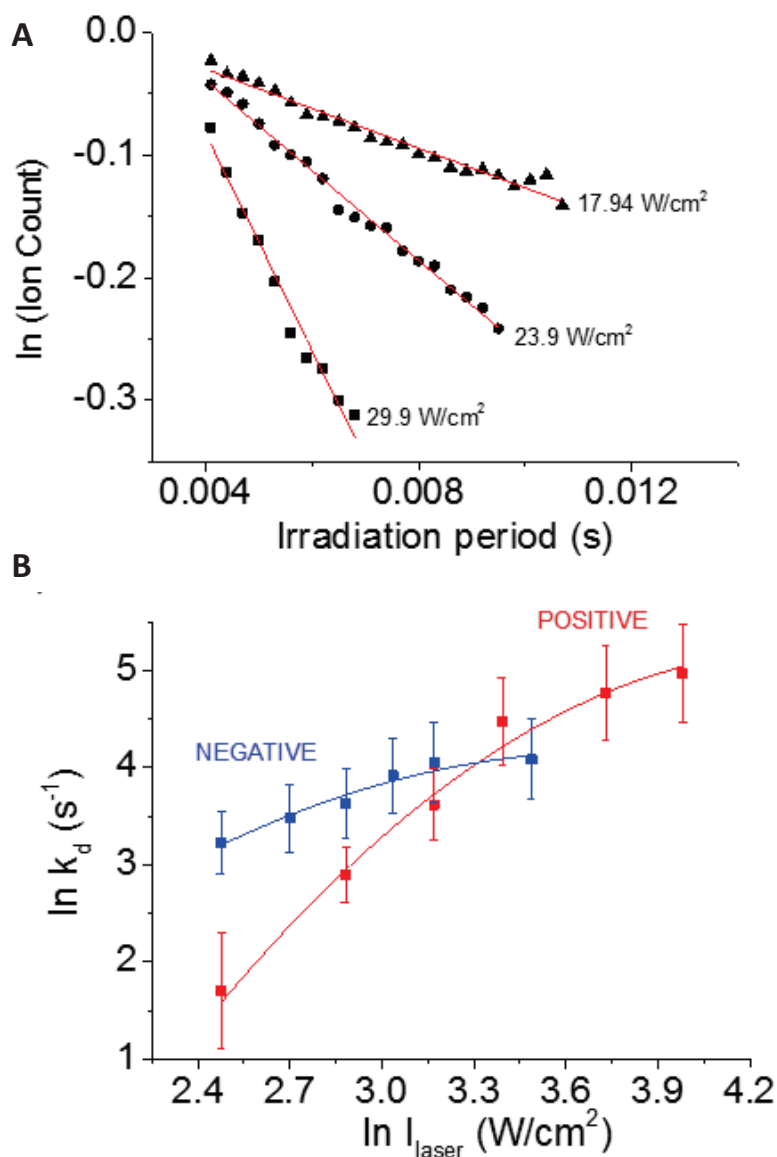 A
0.0
-0.1
-0.2
-0.3
ln (Ion Count)
17.94 W/cm²
23.9 W/cm²
29.9 W/cm²
0.004 0.008 0.012
Irradiation period (s)
B
POSITIVE
NEGATIVE
5
4
3
2
1
ln k_d (s⁻¹)
2.4 2.7 3.0 3.3 3.6 3.9 4.2
ln I_laser (W/cm²)